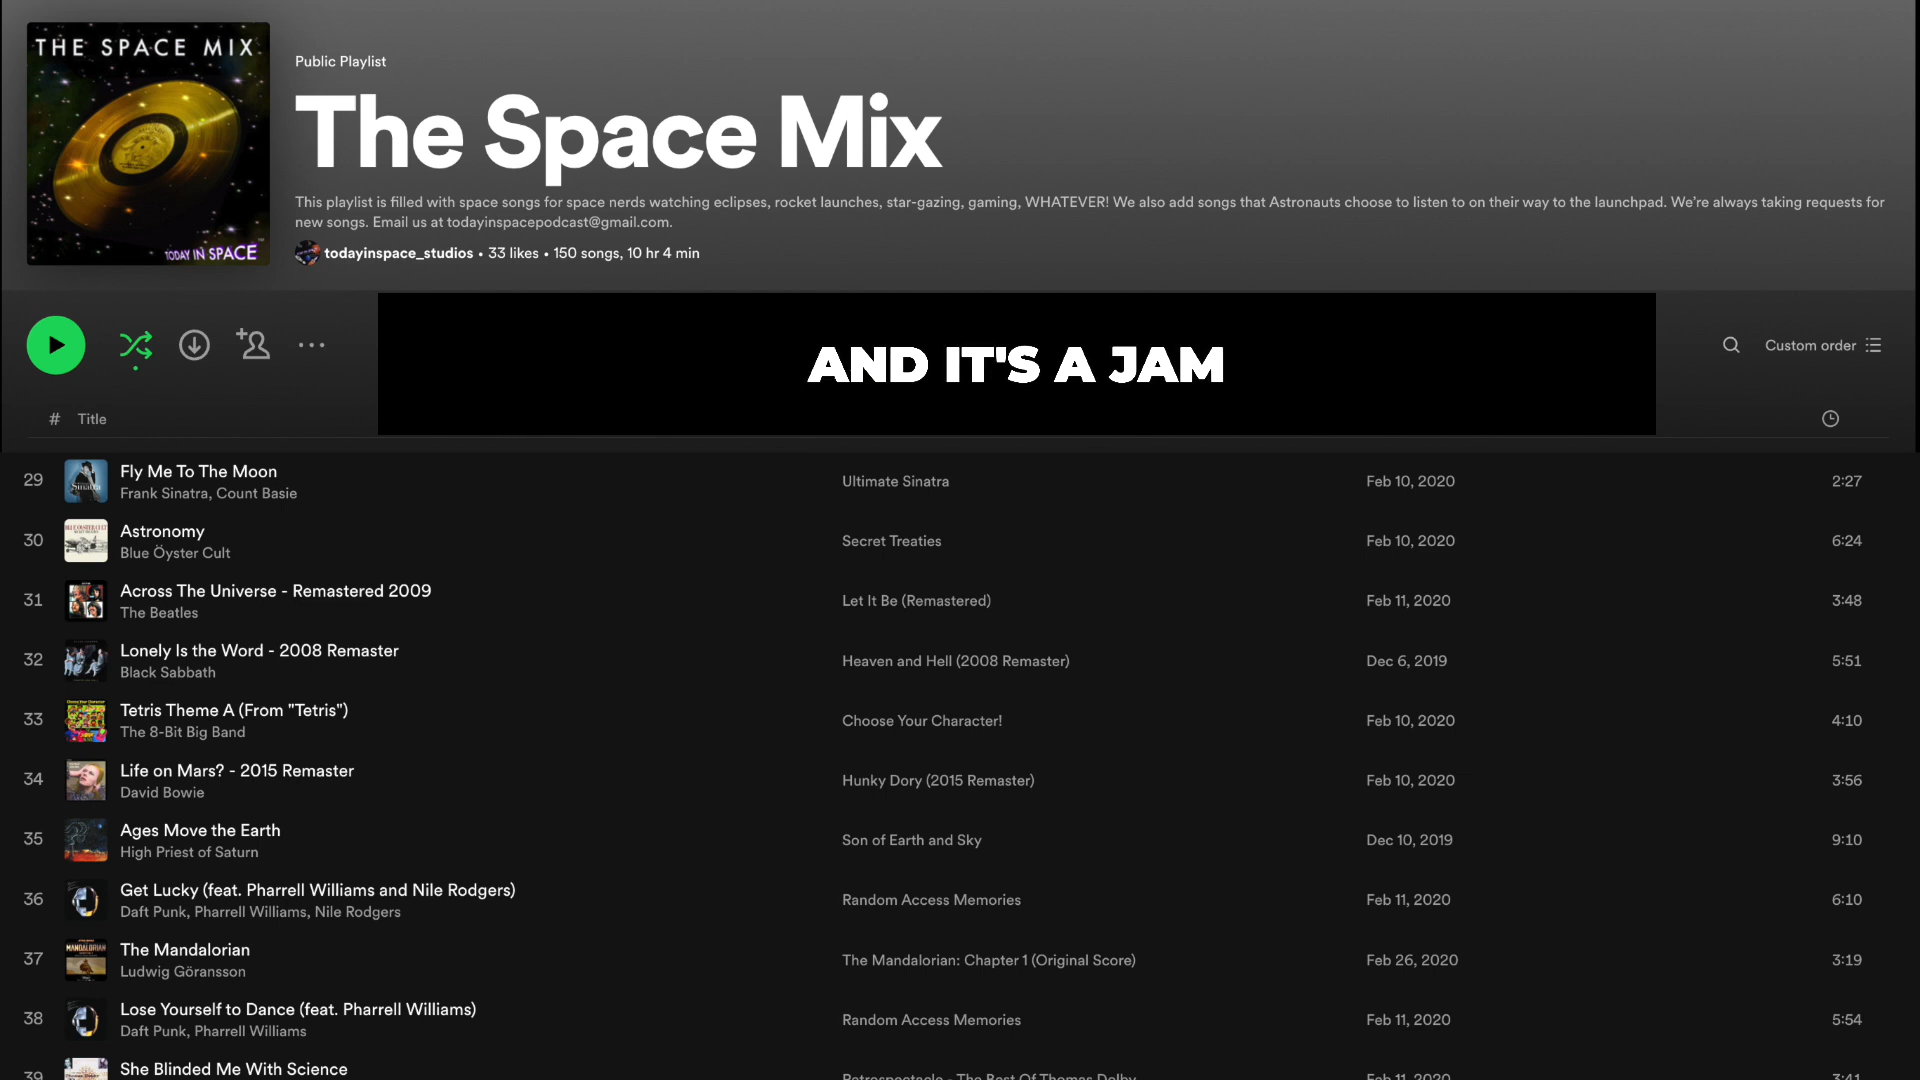 THE SPACE MIX
TODAY IN SPACE
Public Playlist
The Space Mix
This playlist is filled with space songs for space nerds watching eclipses, rocket launches, star-gazing, gaming, WHATEVER! We also add songs that Astronauts choose to listen to on their way to the launchpad. We're always taking requests for
new songs. Email us at todayinspacepodcast@gmail.com.
todayinspace_studios • 33 likes • 150 songs, 10 hr 4 min
AND IT'S A JAM
Custom order
# Title
29 Fly Me To The Moon Ultimate Sinatra Feb 10, 2020 2:27
Frank Sinatra, Count Basie
30 Astronomy Secret Treaties Feb 10, 2020 6:24
Blue Öyster Cult
31 Across The Universe - Remastered 2009 Let It Be (Remastered) Feb 11, 2020 3:48
The Beatles
32 Lonely Is the Word - 2008 Remaster Heaven and Hell (2008 Remaster) Dec 6, 2019 5:51
Black Sabbath
33 Tetris Theme A (From "Tetris") Choose Your Character! Feb 10, 2020 4:10
The 8-Bit Big Band
34 Life on Mars? - 2015 Remaster Hunky Dory (2015 Remaster) Feb 10, 2020 3:56
David Bowie
35 Ages Move the Earth Son of Earth and Sky Dec 10, 2019 9:10
High Priest of Saturn
36 Get Lucky (feat. Pharrell Williams and Nile Rodgers) Random Access Memories Feb 11, 2020 6:10
Daft Punk, Pharrell Williams, Nile Rodgers
37 The Mandalorian The Mandalorian: Chapter 1 (Original Score) Feb 26, 2020 3:19
Ludwig Göransson
38 Lose Yourself to Dance (feat. Pharrell Williams) Random Access Memories Feb 11, 2020 5:54
Daft Punk, Pharrell Williams
39 She Blinded Me With Science Retrospectacle - The Best Of Thomas Dolby Feb 11, 2020 3:41